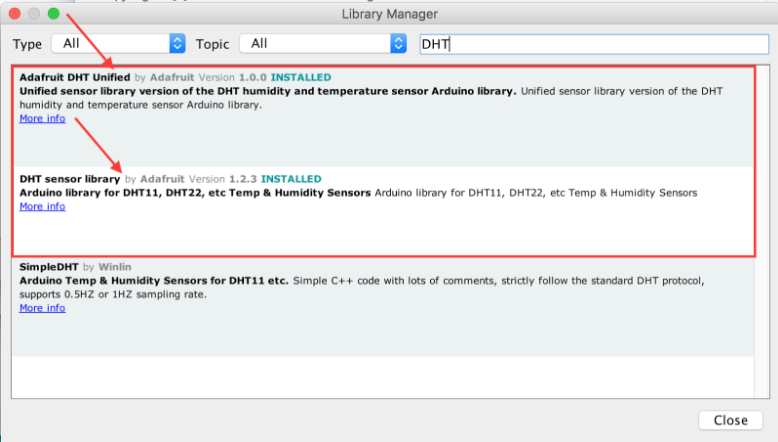 Library Manager
Type All Topic All DHT
Adafruit DHT Unified by Adafruit Version 1.0.0 INSTALLED
Unified sensor library version of the DHT humidity and temperature sensor Arduino library. Unified sensor library version of the DHT
humidity and temperature sensor Arduino library.
More info
DHT sensor library by Adafruit Version 1.2.3 INSTALLED
Arduino library for DHT11, DHT22, etc Temp & Humidity Sensors Arduino library for DHT11, DHT22, etc Temp & Humidity Sensors
More info
SimpleDHT by Winlin
Arduino Temp & Humidity Sensors for DHT11 etc. Simple C++ code with lots of comments, strictly follow the standard DHT protocol,
supports 0.5HZ or 1HZ sampling rate.
More info
Close